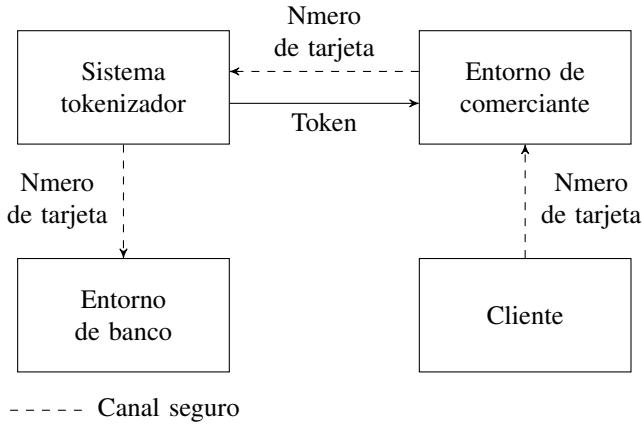 Nmero
de tarjeta
Sistema
tokenizador
Entorno de
comerciante
Token
Nmero
de tarjeta
Nmero
de tarjeta
Entorno
de banco
Cliente
Canal seguro